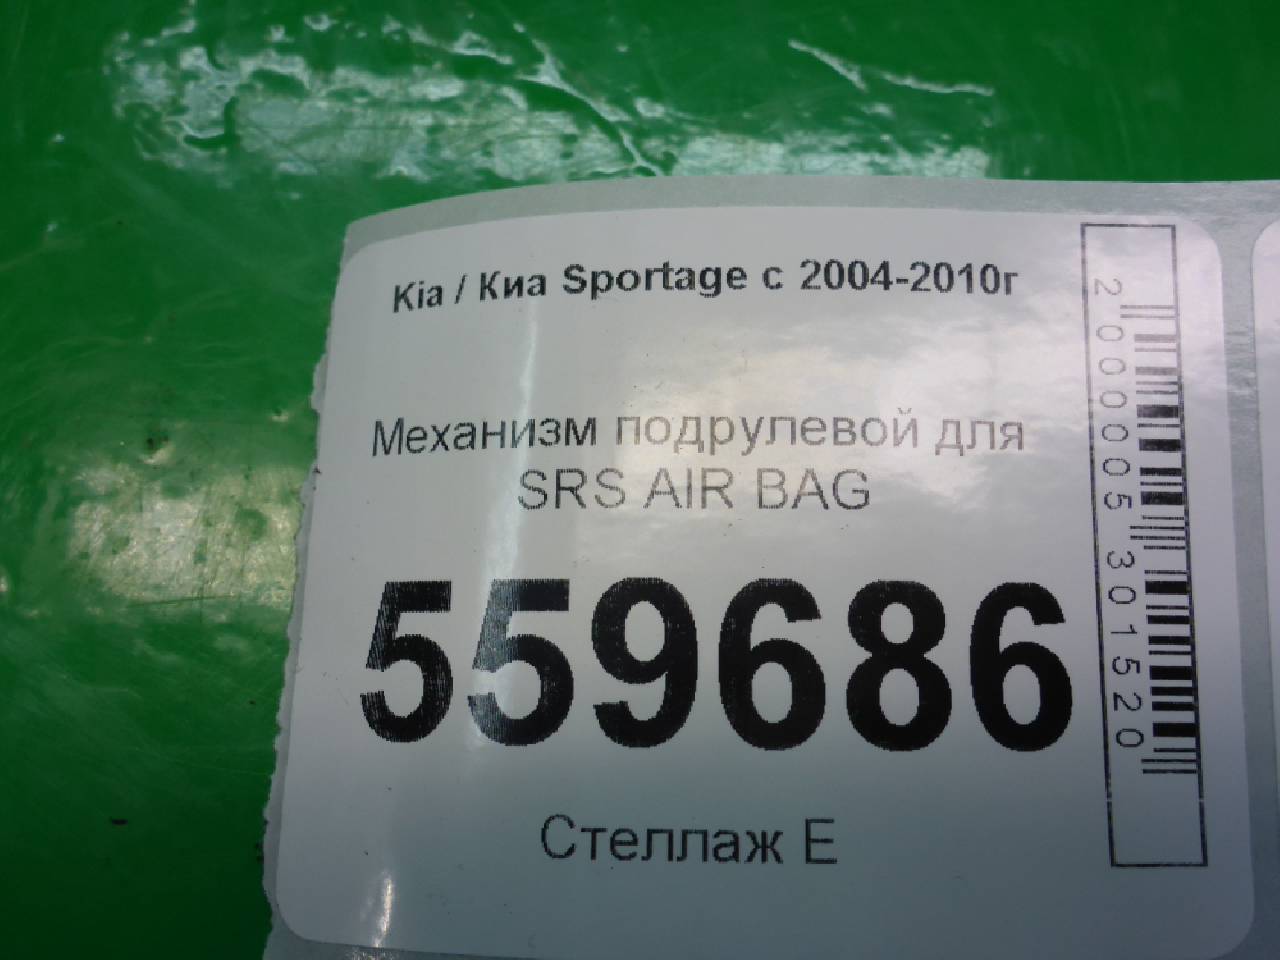 Kia / Киа Sportage с 2004-2010г
Механизм подрулевой для
SRS AIR BAG
559686
Стеллаж Е
2000005301520